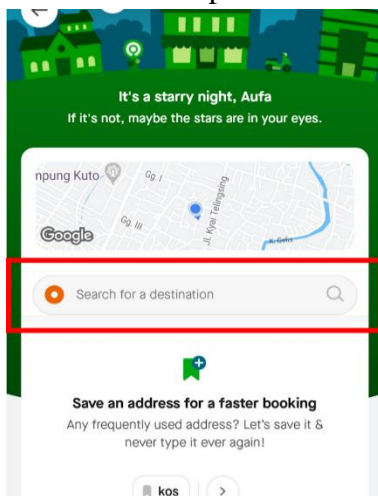 It's a starry night, Aufa
If it's not, maybe the stars are in your eyes.
npung Kuto
Gg. I
Gg. III
Jl. Kyai Telingsing
K. Gelis
Google
Search for a destination
Save an address for a faster booking
Any frequently used address? Let's save it &
never type it ever again!
kos